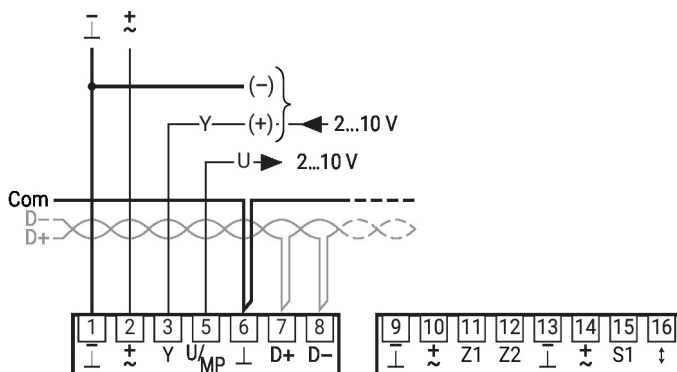 ⊥ ~
(–)
Y (+) 2...10 V
U 2...10 V
Com
D–
D+
1 2 3 5 6 7 8 9 10 11 12 13 14 15 16
⊥ ~ Y U/MP ⊥ D+ D– ⊥ ~ Z1 Z2 ⊥ ~ S1 ↕